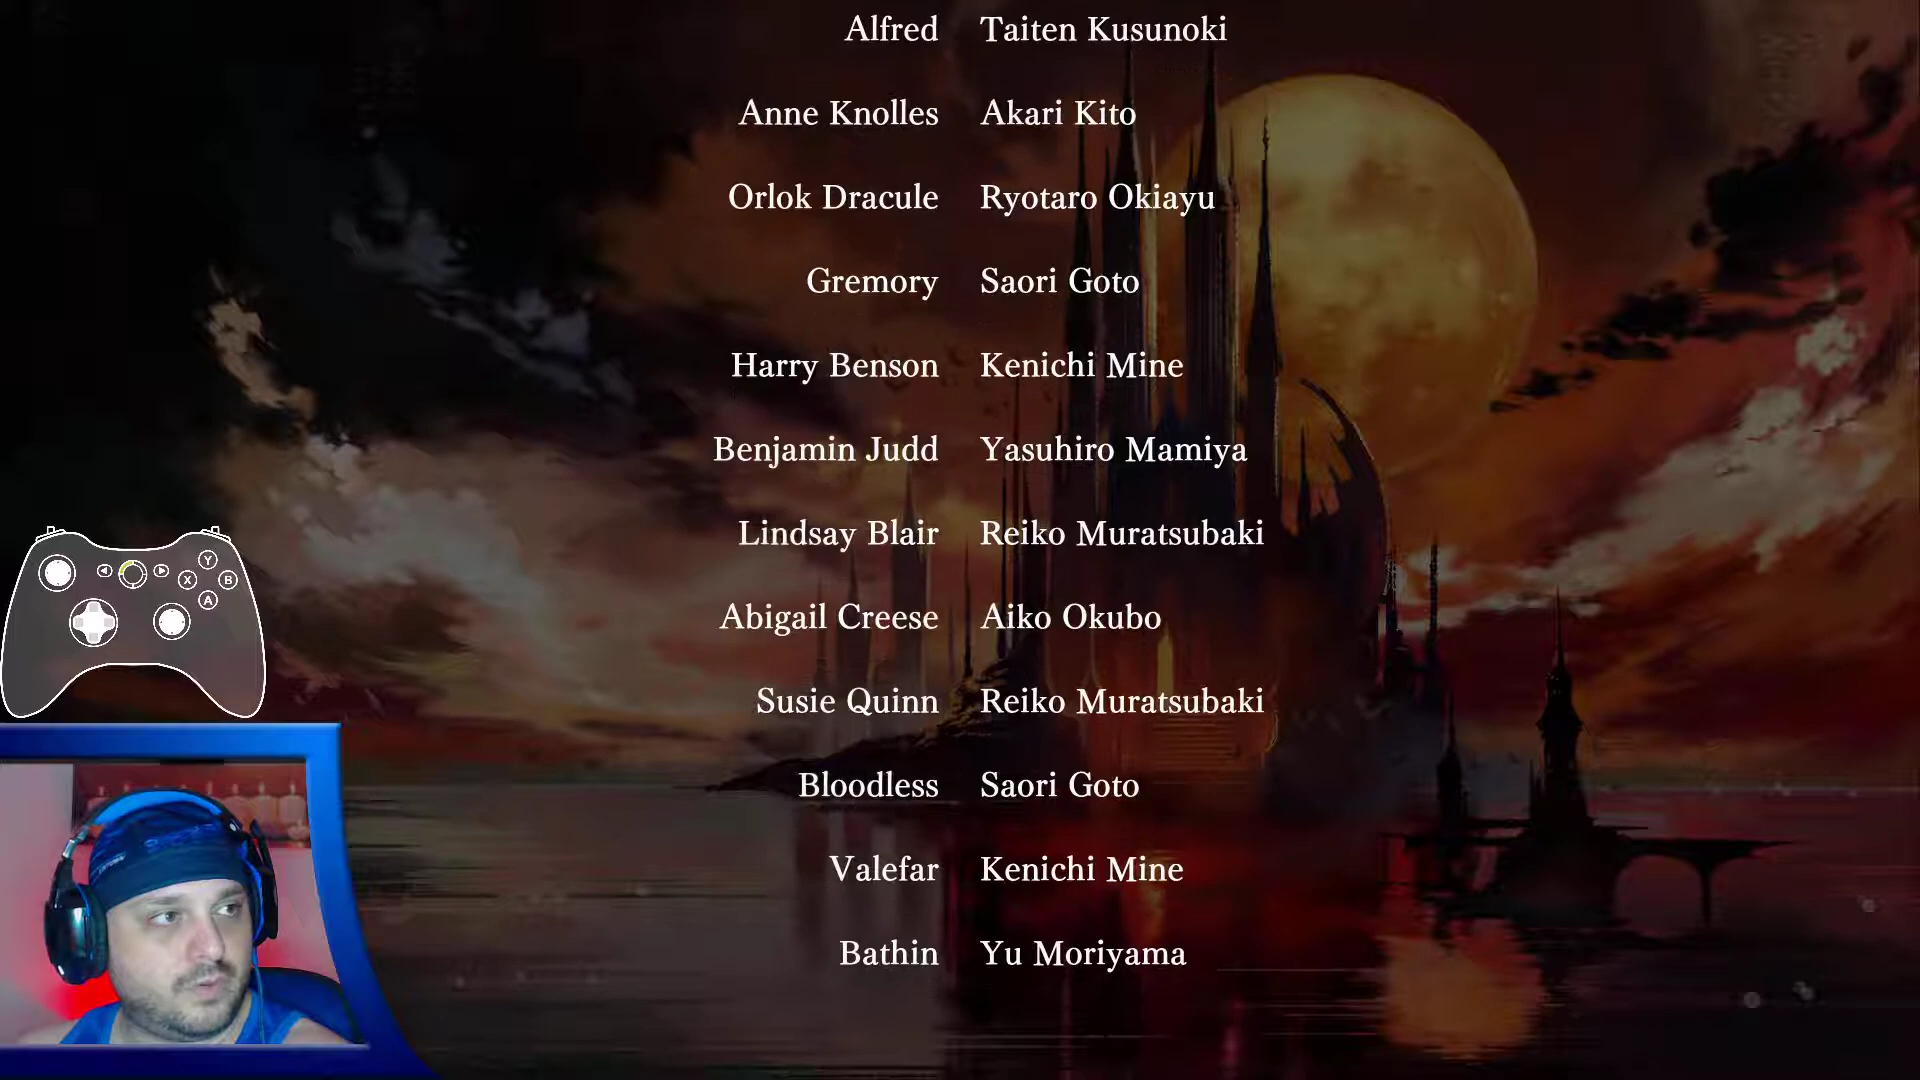 Alfred Taiten Kusunoki
Anne Knolles Akari Kito
Orlok Dracule Ryotaro Okiayu
Gremory Saori Goto
Harry Benson Kenichi Mine
Benjamin Judd Yasuhiro Mamiya
Lindsay Blair Reiko Muratsubaki
Abigail Creese Aiko Okubo
Susie Quinn Reiko Muratsubaki
Bloodless Saori Goto
Valefar Kenichi Mine
Bathin Yu Moriyama
Y
X B
A